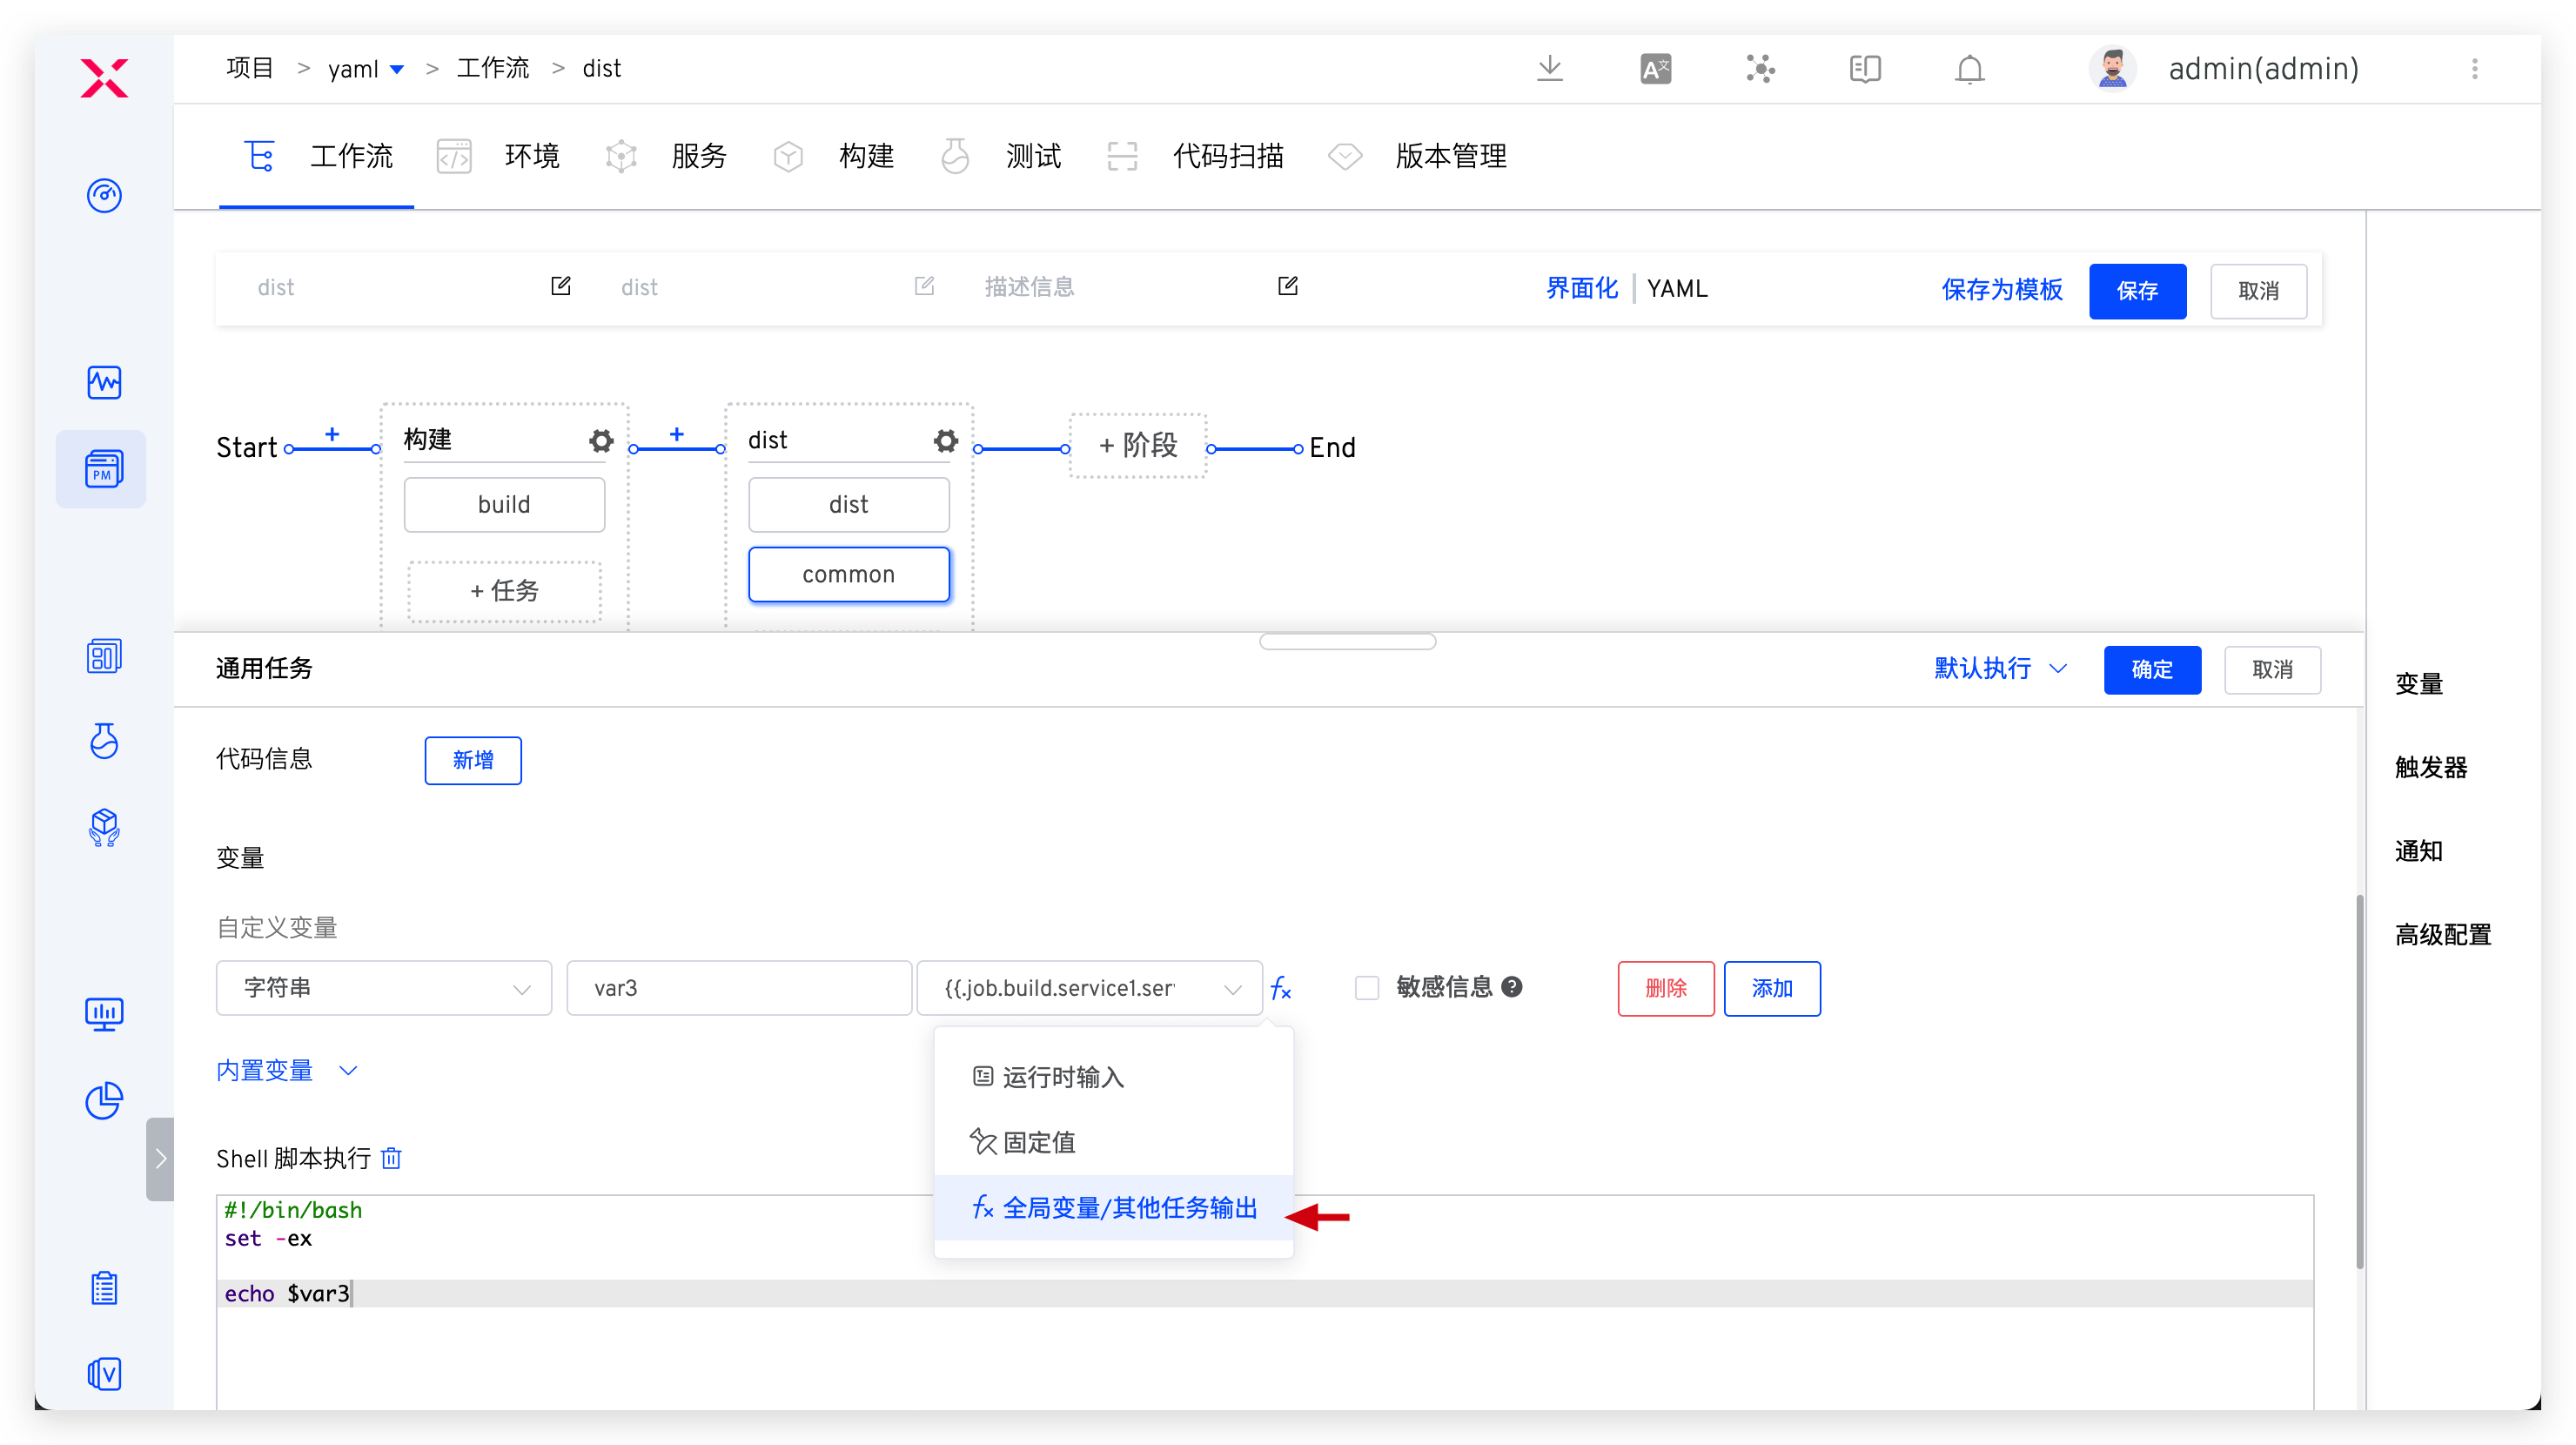 项目 > yaml > 工作流 > dist
admin(admin)
工作流 环境 服务 构建 测试 代码扫描 版本管理
dist dist 描述信息 界面化 YAML 保存为模板 保存 取消
PM
Start + 构建 + dist + 阶段 End
build dist
common
+ 任务
通用任务 默认执行 确定 取消
变量
触发器
通知
高级配置
代码信息 新增
变量
自定义变量
字符串 var3 {{.job.build.service1.ser fx 敏感信息 ? 删除 添加
运行时输入
固定值
fx 全局变量/其他任务输出
内置变量
Shell 脚本执行
#!/bin/bash
set -ex
echo $var3
V